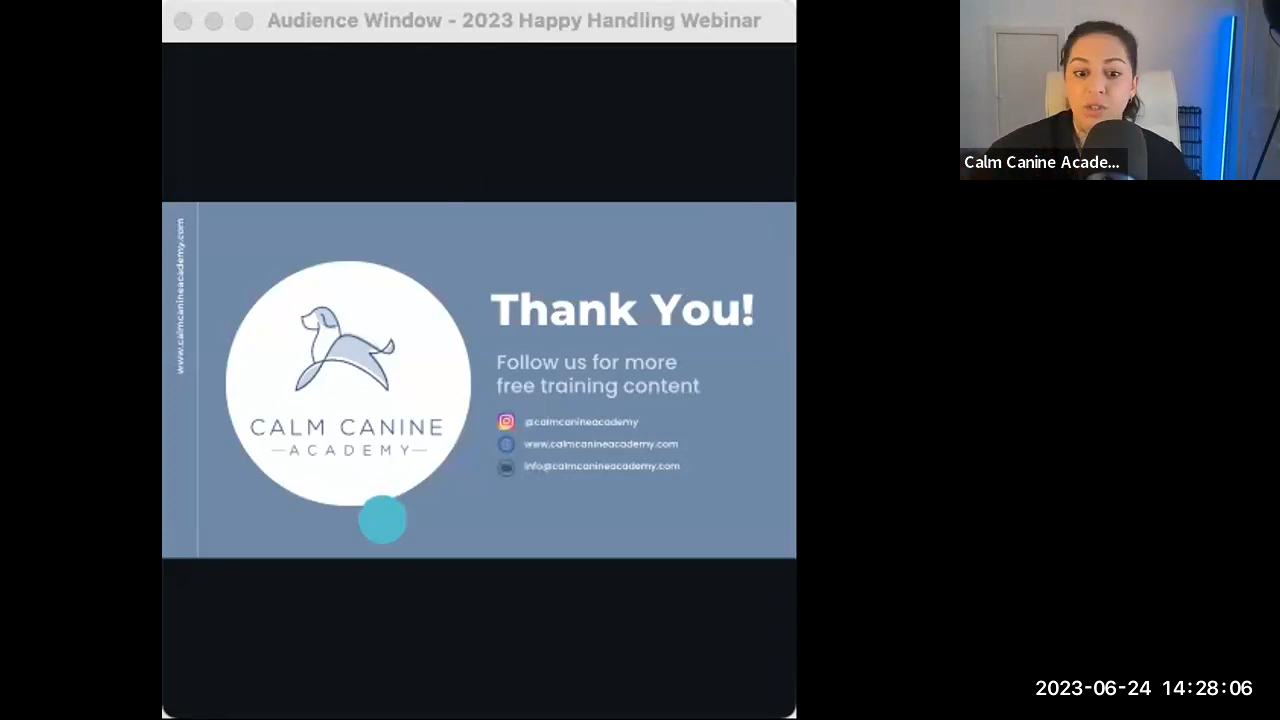 Audience Window - 2023 Happy Handling Webinar
www.calmcanineacademy.com
CALM CANINE
ACADEMY
Thank You!
Follow us for more
free training content
@calmcanineacademy
www.calmcanineacademy.com
info@calmcanineacademy.com
Calm Canine Acade...
2023-06-24 14:28:06